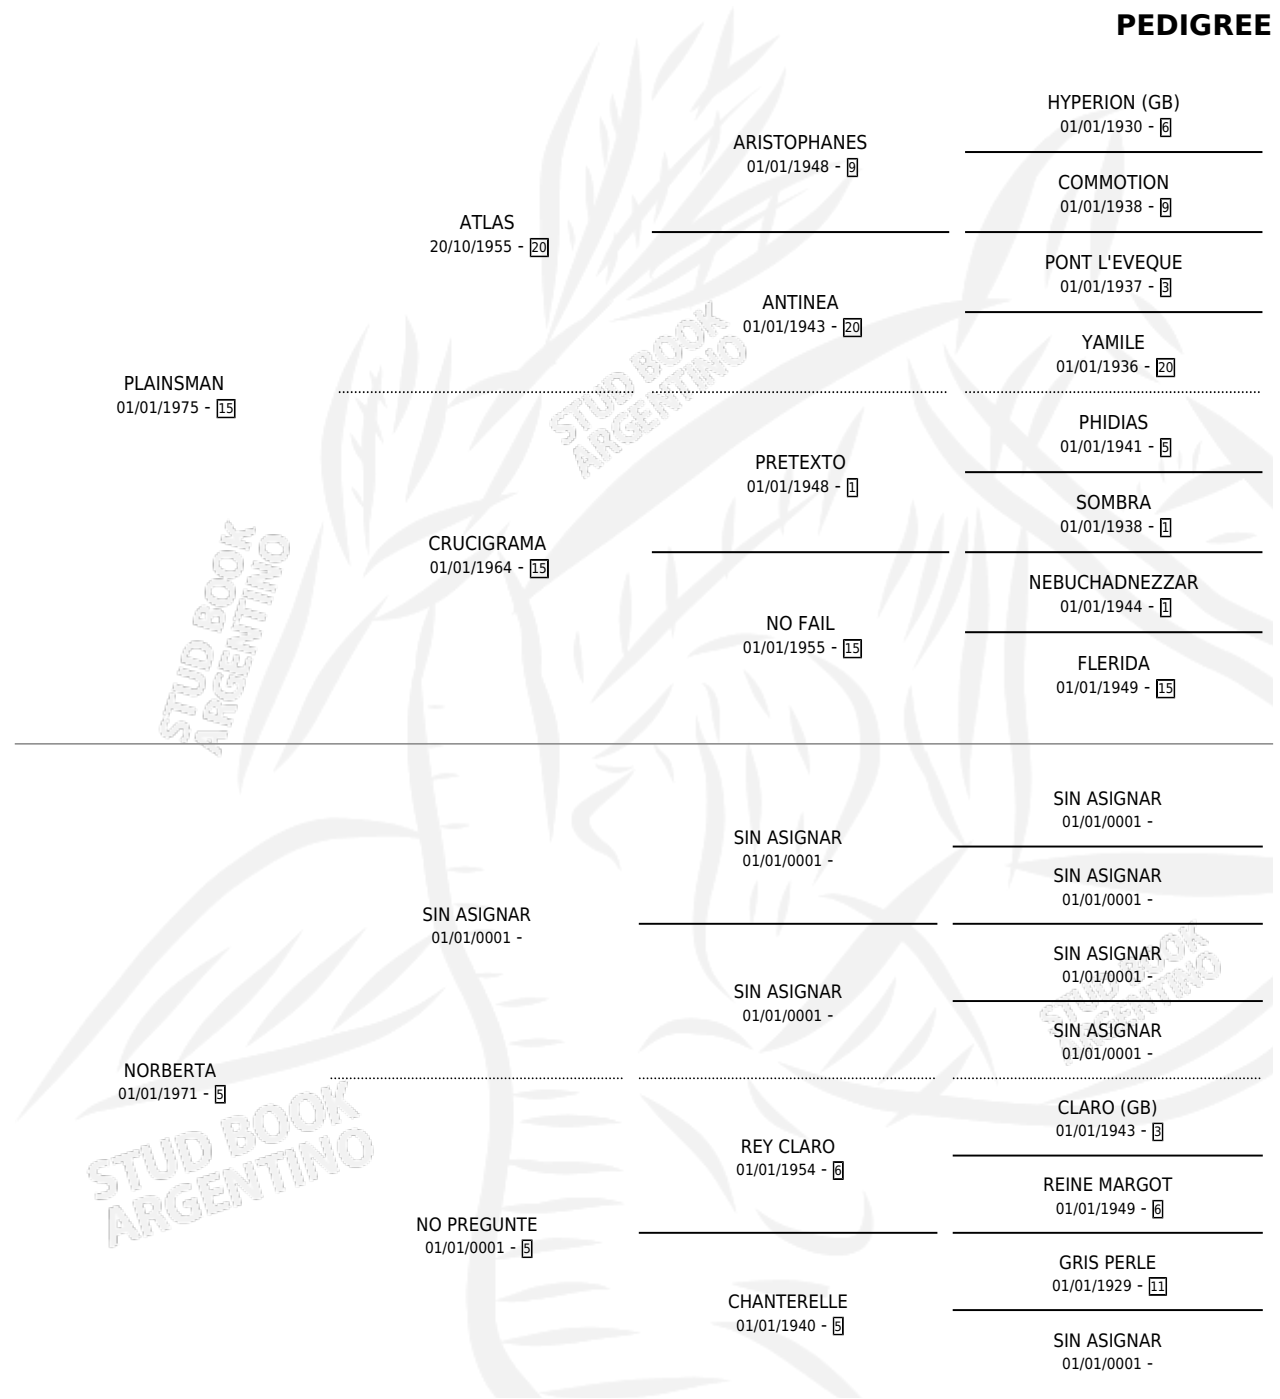 PEDIGREE
HYPERION (GB)
01/01/1930 - 6
ARISTOPHANES
01/01/1948 - 9
COMMOTION
01/01/1938 - 9
ATLAS
20/10/1955 - 20
PONT L'EVEQUE
01/01/1937 - 3
ANTINEA
01/01/1943 - 20
YAMILE
01/01/1936 - 20
PLAINSMAN
01/01/1975 - 15
PHIDIAS
01/01/1941 - 5
PRETEXTO
01/01/1948 - 1
SOMBRA
01/01/1938 - 1
CRUCIGRAMA
01/01/1964 - 15
NEBUCHADNEZZAR
01/01/1944 - 1
NO FAIL
01/01/1955 - 15
FLERIDA
01/01/1949 - 15
SIN ASIGNAR
01/01/0001 -
SIN ASIGNAR
01/01/0001 -
SIN ASIGNAR
01/01/0001 -
SIN ASIGNAR
01/01/0001 -
SIN ASIGNAR
01/01/0001 -
SIN ASIGNAR
01/01/0001 -
SIN ASIGNAR
01/01/0001 -
NORBERTA
01/01/1971 - 5
CLARO (GB)
01/01/1943 - 3
REY CLARO
01/01/1954 - 6
REINE MARGOT
01/01/1949 - 6
NO PREGUNTE
01/01/0001 - 5
GRIS PERLE
01/01/1929 - 11
CHANTERELLE
01/01/1940 - 5
SIN ASIGNAR
01/01/0001 -
STUD BOOK
ARGENTINO
STUD BOOK
ARGENTINO
STUD BOOK
ARGENTINO
STUD BOOK
ARGENTINO